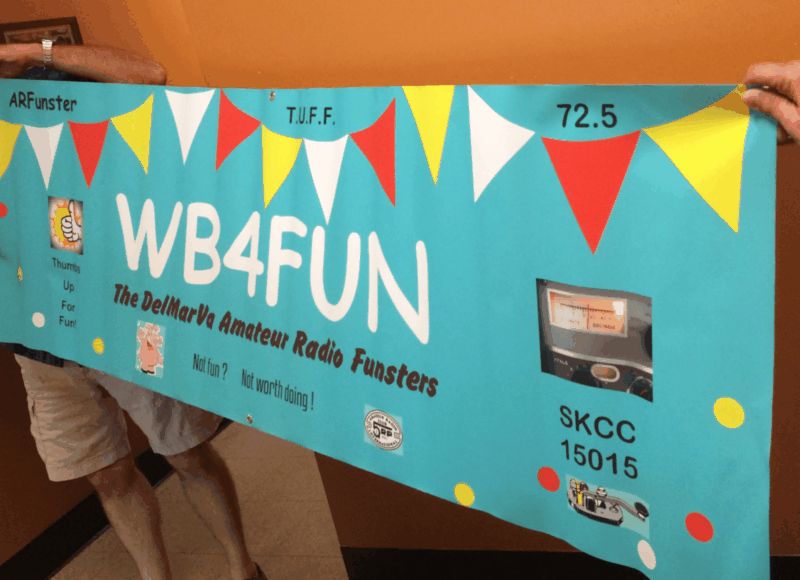 ARFunster
T.U.F.F.
72.5
WB4FUN
The DelMarVa Amateur Radio Funsters
Thumbs
Up
For
Fun!
Not fun ? Not worth doing !
SKCC
15015